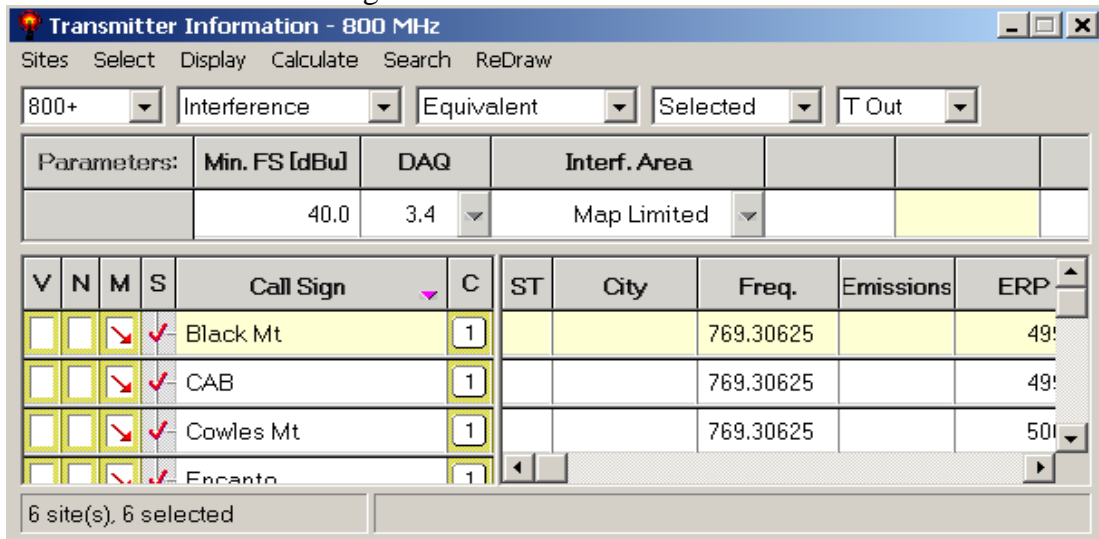 Transmitter Information - 800 MHz
Sites Select Display Calculate Search ReDraw
800+ Interference Equivalent Selected T Out
Parameters: Min. FS [dBu] DAQ Interf. Area
40.0 3.4 Map Limited
V N M S Call Sign C ST City Freq. Emissions ERP
Black Mt 1 769.30625
CAB 1 769.30625
Cowles Mt 1 769.30625
Encanto 1
6 site(s), 6 selected